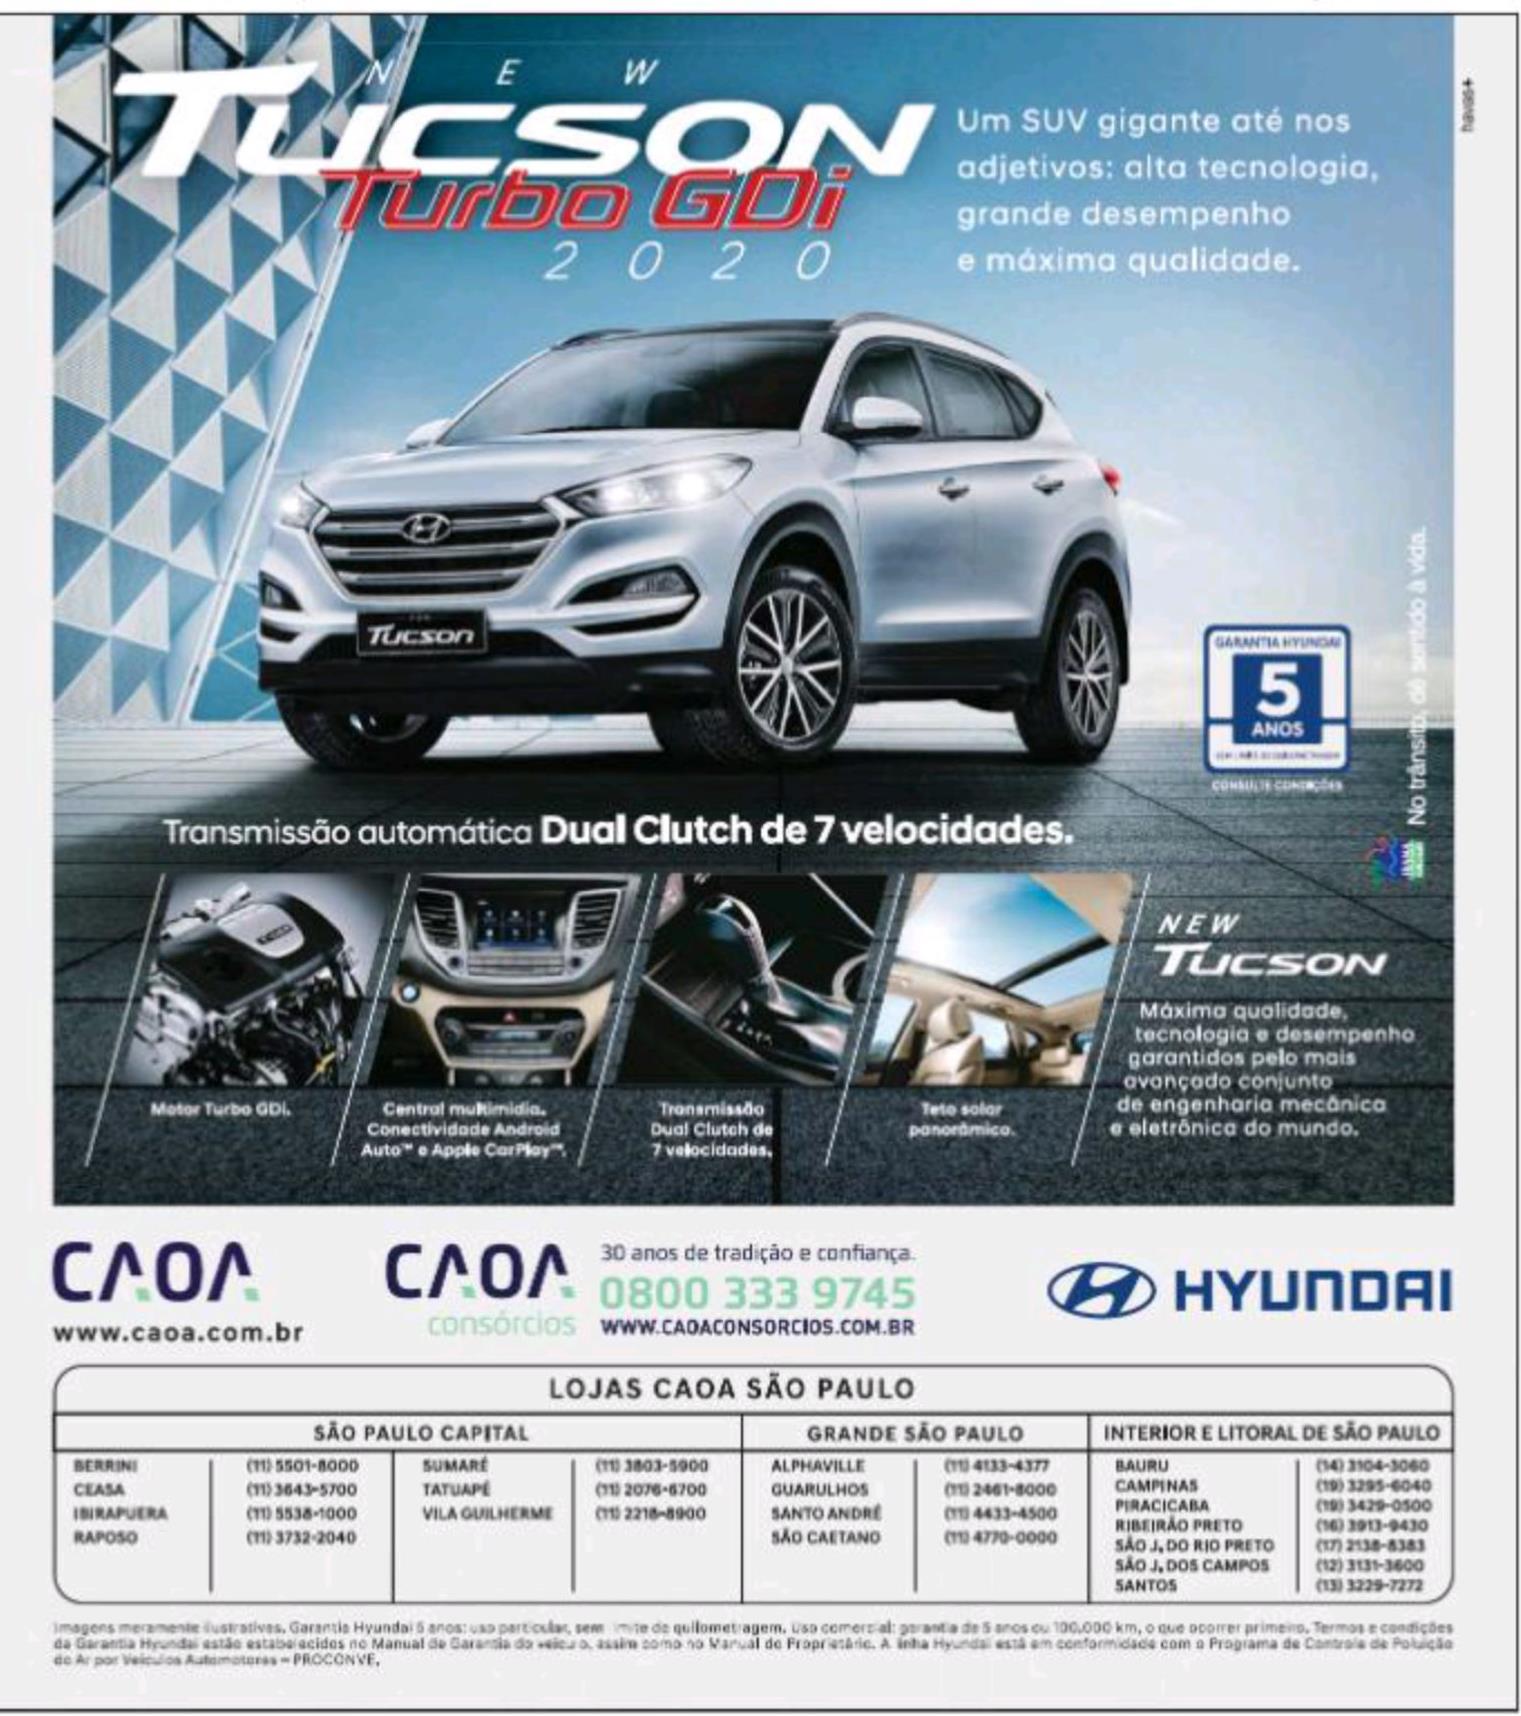 NEW
TUCSON
Turbo GDi
2020
Um SUV gigante até nos
adjetivos: alta tecnologia,
grande desempenho
e máxima qualidade.
havas+
TUCSON
GARANTIA HYUNDAI
5
ANOS
CONSULTE CONDIÇÕES
No trânsito, dê sentido à vida.
IBAMA
Transmissão automática Dual Clutch de 7 velocidades.
Motor Turbo GDi.
Central multimídia.
Conectividade Android
Auto™ e Apple CarPlay™.
Transmissão
Dual Clutch de
7 velocidades.
Teto solar
panorâmico.
NEW
TUCSON
Máxima qualidade,
tecnologia e desempenho
garantidos pelo mais
avançado conjunto
de engenharia mecânica
e eletrônica do mundo.
CAOA
www.caoa.com.br
CAOA
consórcios
30 anos de tradição e confiança.
0800 333 9745
WWW.CAOACONSORCIOS.COM.BR
HYUNDAI
LOJAS CAOA SÃO PAULO
SÃO PAULO CAPITAL
BERRINI (11) 5501-8000
CEASA (11) 3643-5700
IBIRAPUERA (11) 5538-1000
RAPOSO (11) 3732-2040
SUMARÉ (11) 3803-5900
TATUAPÉ (11) 2076-6700
VILA GUILHERME (11) 2218-8900
GRANDE SÃO PAULO
ALPHAVILLE (11) 4133-4377
GUARULHOS (11) 2461-8000
SANTO ANDRÉ (11) 4433-4500
SÃO CAETANO (11) 4770-0000
INTERIOR E LITORAL DE SÃO PAULO
BAURU (14) 3104-3060
CAMPINAS (19) 3295-6040
PIRACICABA (19) 3429-0500
RIBEIRÃO PRETO (16) 3913-9430
SÃO J. DO RIO PRETO (17) 2138-8383
SÃO J. DOS CAMPOS (12) 3131-3600
SANTOS (13) 3229-7272
Imagens meramente ilustrativas. Garantia Hyundai 5 anos: uso particular, sem limite de quilometragem. Uso comercial: garantia de 5 anos ou 100.000 km, o que ocorrer primeiro. Termos e condições
da Garantia Hyundai estão estabelecidos no Manual de Garantia do veículo, assim como no Manual do Proprietário. A linha Hyundai está em conformidade com o Programa de Controle de Poluição
do Ar por Veículos Automotores – PROCONVE.